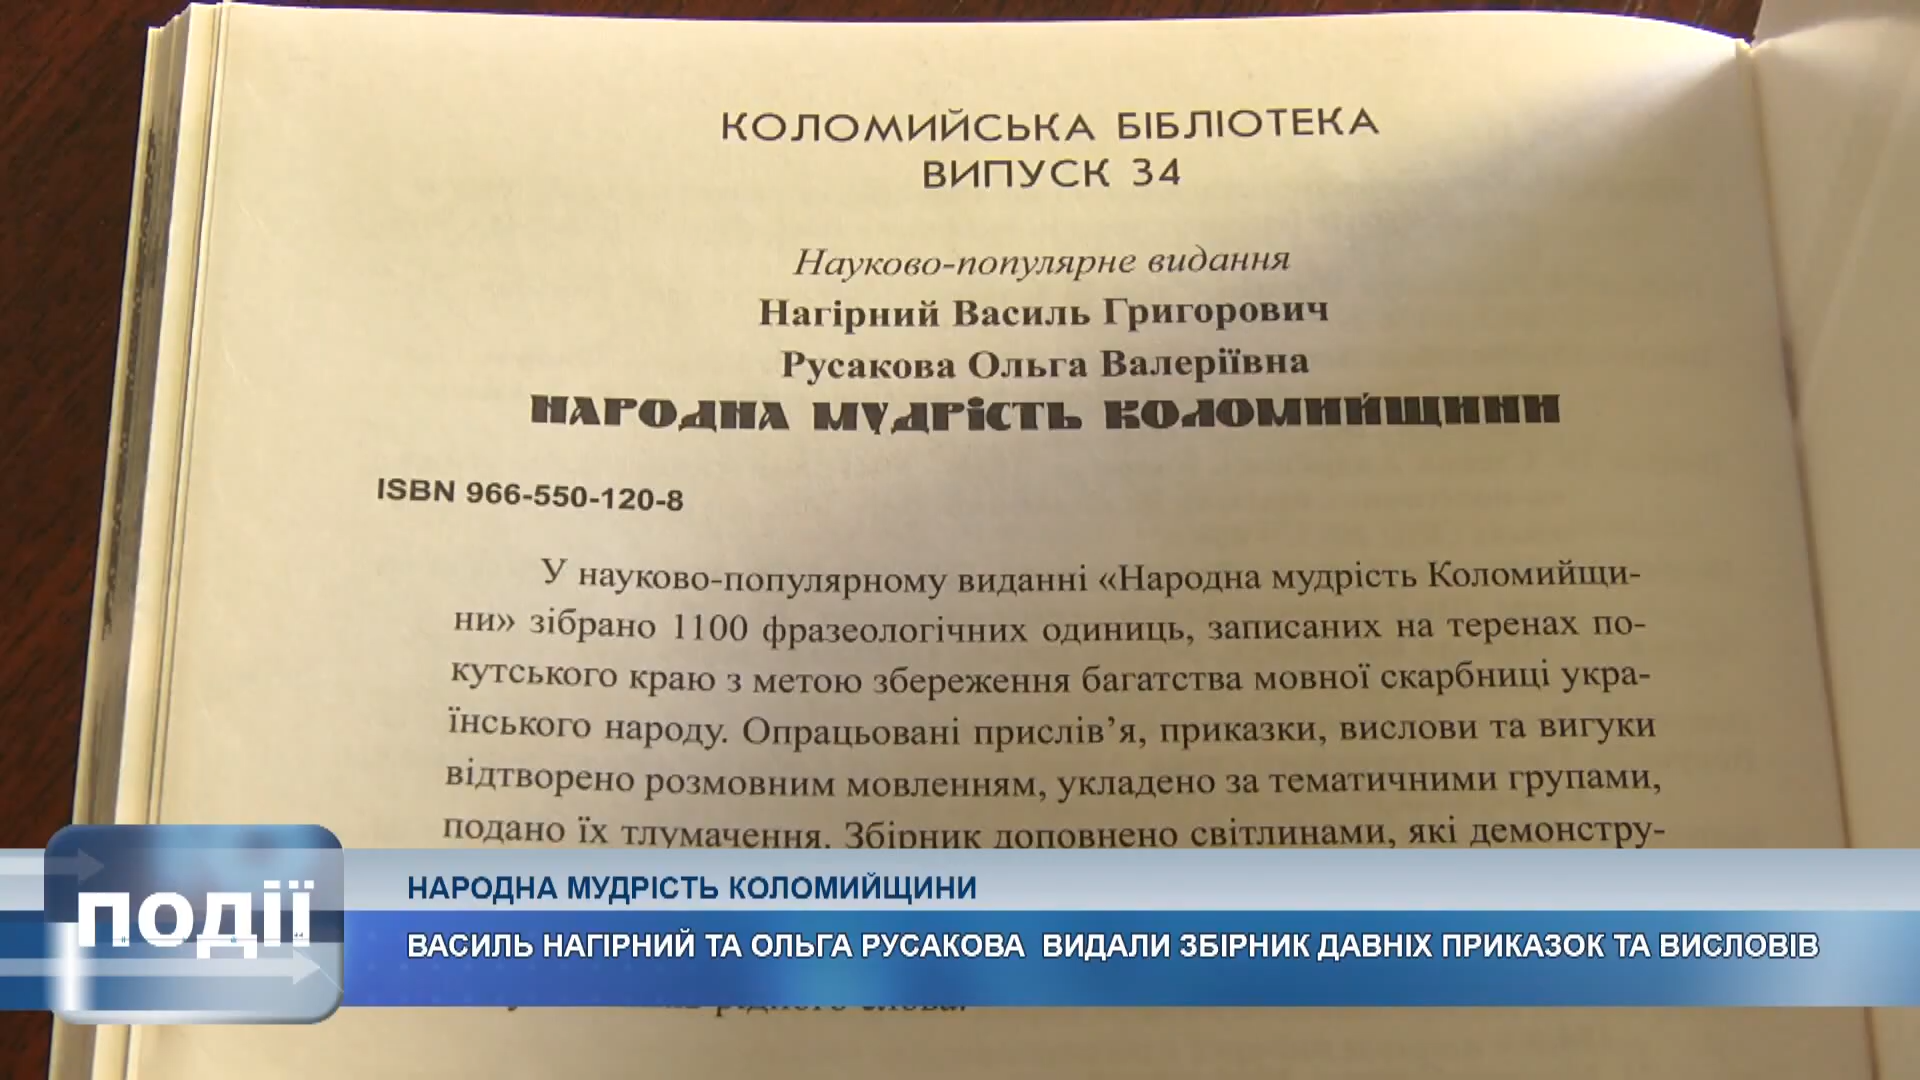 КОЛОМИЙСЬКА БІБЛІОТЕКА
ВИПУСК 34
Науково-популярне видання
Нагірний Василь Григорович
Русакова Ольга Валеріївна
НАРОДНА МУДРІСТЬ КОЛОМИЙЩИНИ
ISBN 966-550-120-8
У науково-популярному виданні «Народна мудрість Коломийщи-
ни» зібрано 1100 фразеологічних одиниць, записаних на теренах по-
кутського краю з метою збереження багатства мовної скарбниці укра-
їнського народу. Опрацьовані прислів’я, приказки, вислови та вигуки
відтворено розмовним мовленням, укладено за тематичними групами,
подано їх тлумачення. Збірник доповнено світлинами, які демонстру-
НАРОДНА МУДРІСТЬ КОЛОМИЙЩИНИ
події
ВАСИЛЬ НАГІРНИЙ ТА ОЛЬГА РУСАКОВА ВИДАЛИ ЗБІРНИК ДАВНІХ ПРИКАЗОК ТА ВИСЛОВІВ
рідного слова.